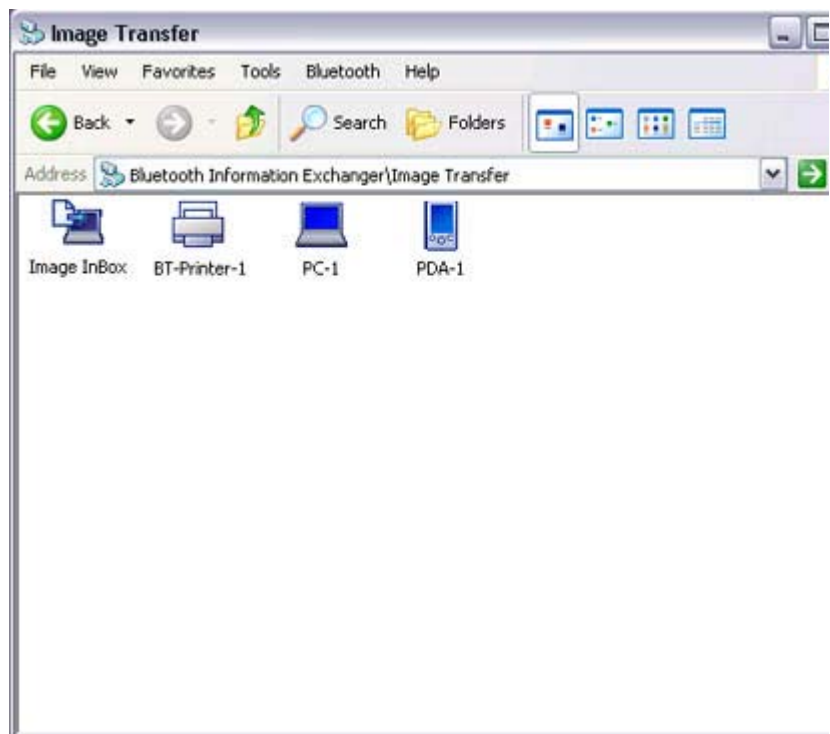 Image Transfer
File View Favorites Tools Bluetooth Help
Back Search Folders
Address Bluetooth Information Exchanger\Image Transfer
Image InBox BT-Printer-1 PC-1 PDA-1